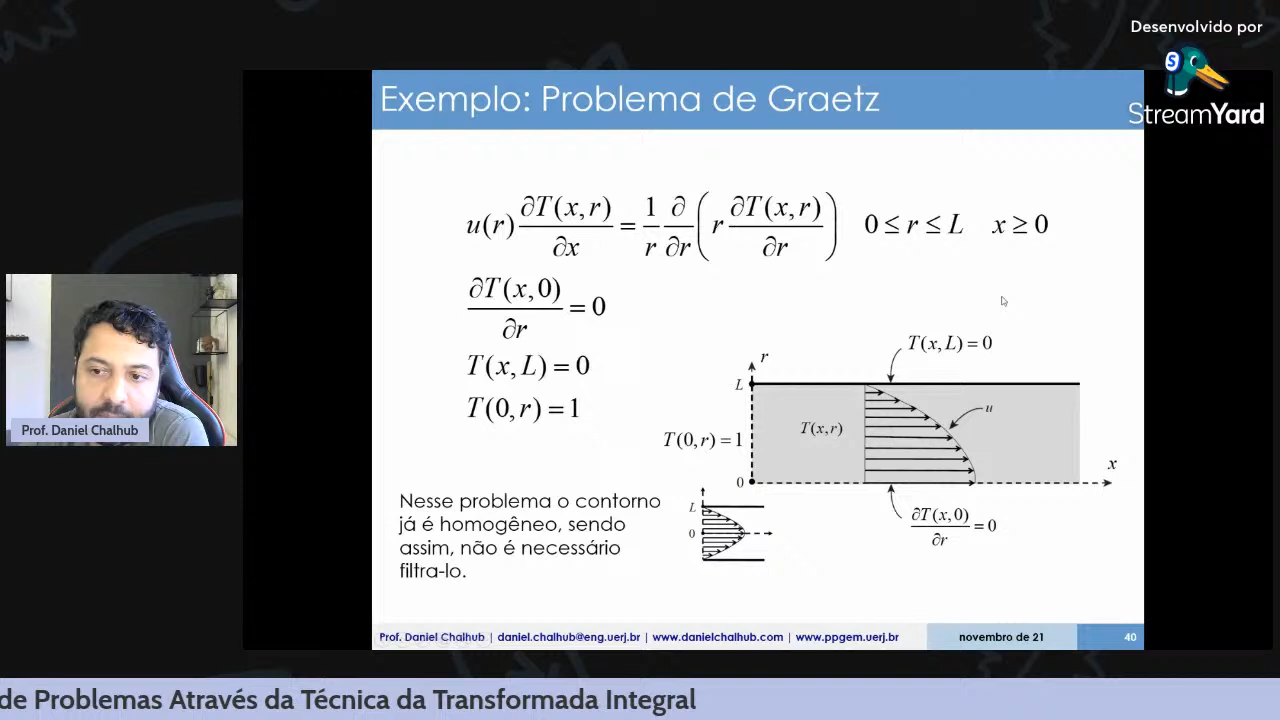 Desenvolvido por
StreamYard
Exemplo: Problema de Graetz
u(r) ∂T(x,r)/∂x = 1/r ∂/∂r ( r ∂T(x,r)/∂r ) 0 ≤ r ≤ L x ≥ 0
∂T(x,0)/∂r = 0
T(x,L) = 0
T(0,r) = 1
r
T(x,L) = 0
L
u
T(x,r)
T(0,r) = 1
x
0
∂T(x,0)/∂r = 0
L
0
Nesse problema o contorno
já é homogêneo, sendo
assim, não é necessário
filtra-lo.
Prof. Daniel Chalhub
Prof. Daniel Chalhub | daniel.chalhub@eng.uerj.br | www.danielchalhub.com | www.ppgem.uerj.br
novembro de 21
40
de Problemas Através da Técnica da Transformada Integral